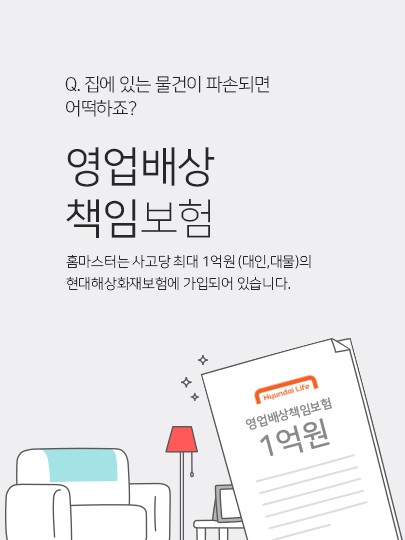 Q. 집에 있는 물건이 파손되면
어떡하죠?
영업배상
책임보험
홈마스터는 사고당 최대 1억원(대인,대물)의
현대해상화재보험에 가입되어 있습니다.
Hyundai Life
영업배상책임보험
1억원